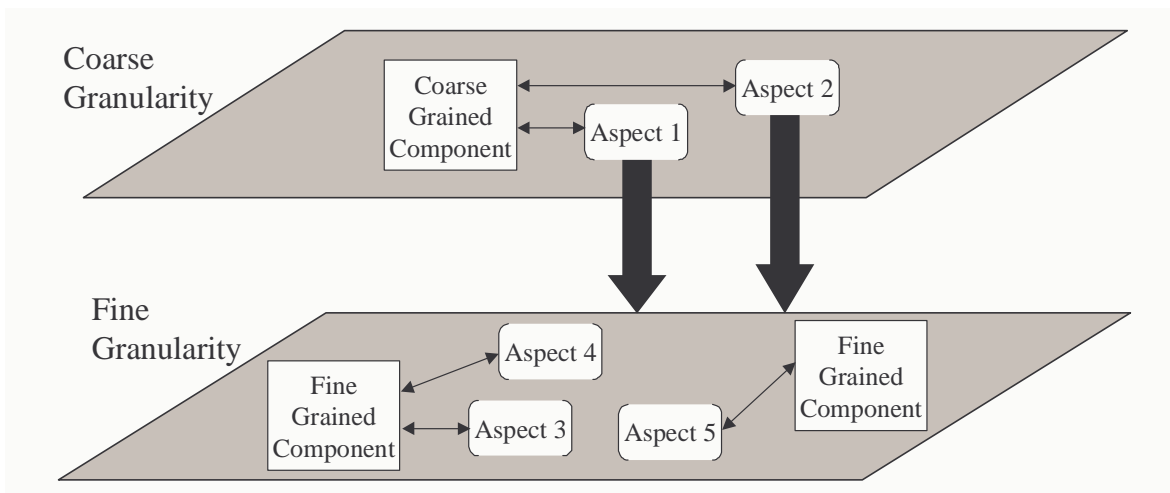 Coarse
Granularity
Coarse
Grained
Component
Aspect 2
Aspect 1
Fine
Granularity
Fine
Grained
Component
Aspect 4
Aspect 3
Aspect 5
Fine
Grained
Component